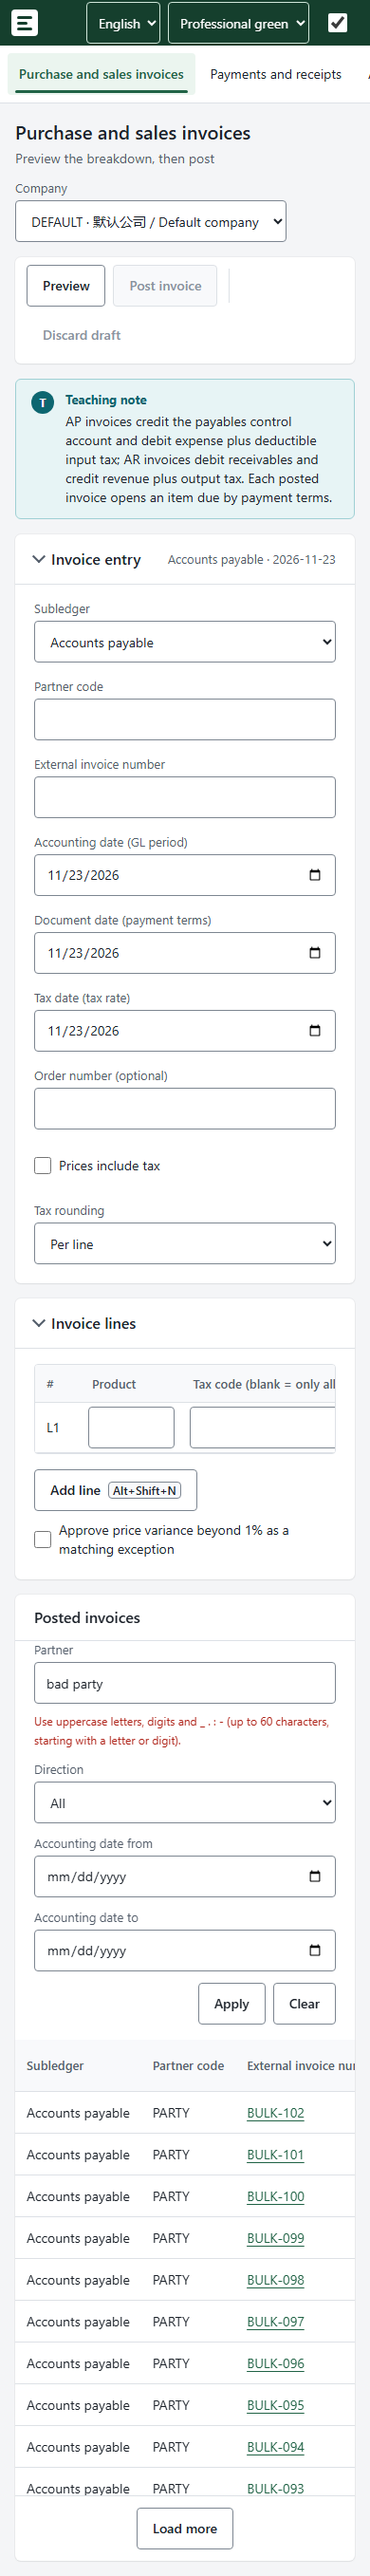 English Professional green
Purchase and sales invoices Payments and receipts
Purchase and sales invoices
Preview the breakdown, then post
Company
DEFAULT · 默认公司 / Default company
Preview Post invoice
Discard draft
T Teaching note
AP invoices credit the payables control
account and debit expense plus deductible
input tax; AR invoices debit receivables and
credit revenue plus output tax. Each posted
invoice opens an item due by payment terms.
Invoice entry Accounts payable · 2026-11-23
Subledger
Accounts payable
Partner code
External invoice number
Accounting date (GL period)
11/23/2026
Document date (payment terms)
11/23/2026
Tax date (tax rate)
11/23/2026
Order number (optional)
Prices include tax
Tax rounding
Per line
Invoice lines
# Product Tax code (blank = only all
L1
Add line Alt+Shift+N
Approve price variance beyond 1% as a
matching exception
Posted invoices
Partner
bad party
Use uppercase letters, digits and _ . : - (up to 60 characters,
starting with a letter or digit).
Direction
All
Accounting date from
mm/dd/yyyy
Accounting date to
mm/dd/yyyy
Apply Clear
Subledger Partner code External invoice nu
Accounts payable PARTY BULK-102
Accounts payable PARTY BULK-101
Accounts payable PARTY BULK-100
Accounts payable PARTY BULK-099
Accounts payable PARTY BULK-098
Accounts payable PARTY BULK-097
Accounts payable PARTY BULK-096
Accounts payable PARTY BULK-095
Accounts payable PARTY BULK-094
Accounts payable PARTY BULK-093
Load more